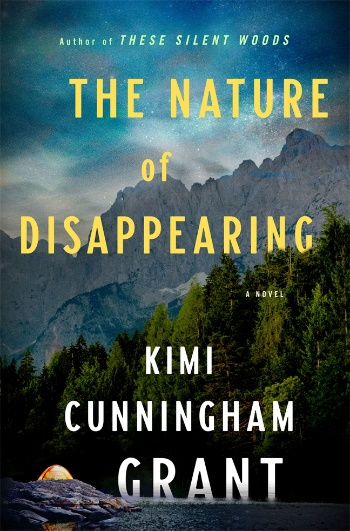 Author of THESE SILENT WOODS
THE NATURE
of
DISAPPEARING
A NOVEL
KIMI
CUNNINGHAM
GRANT